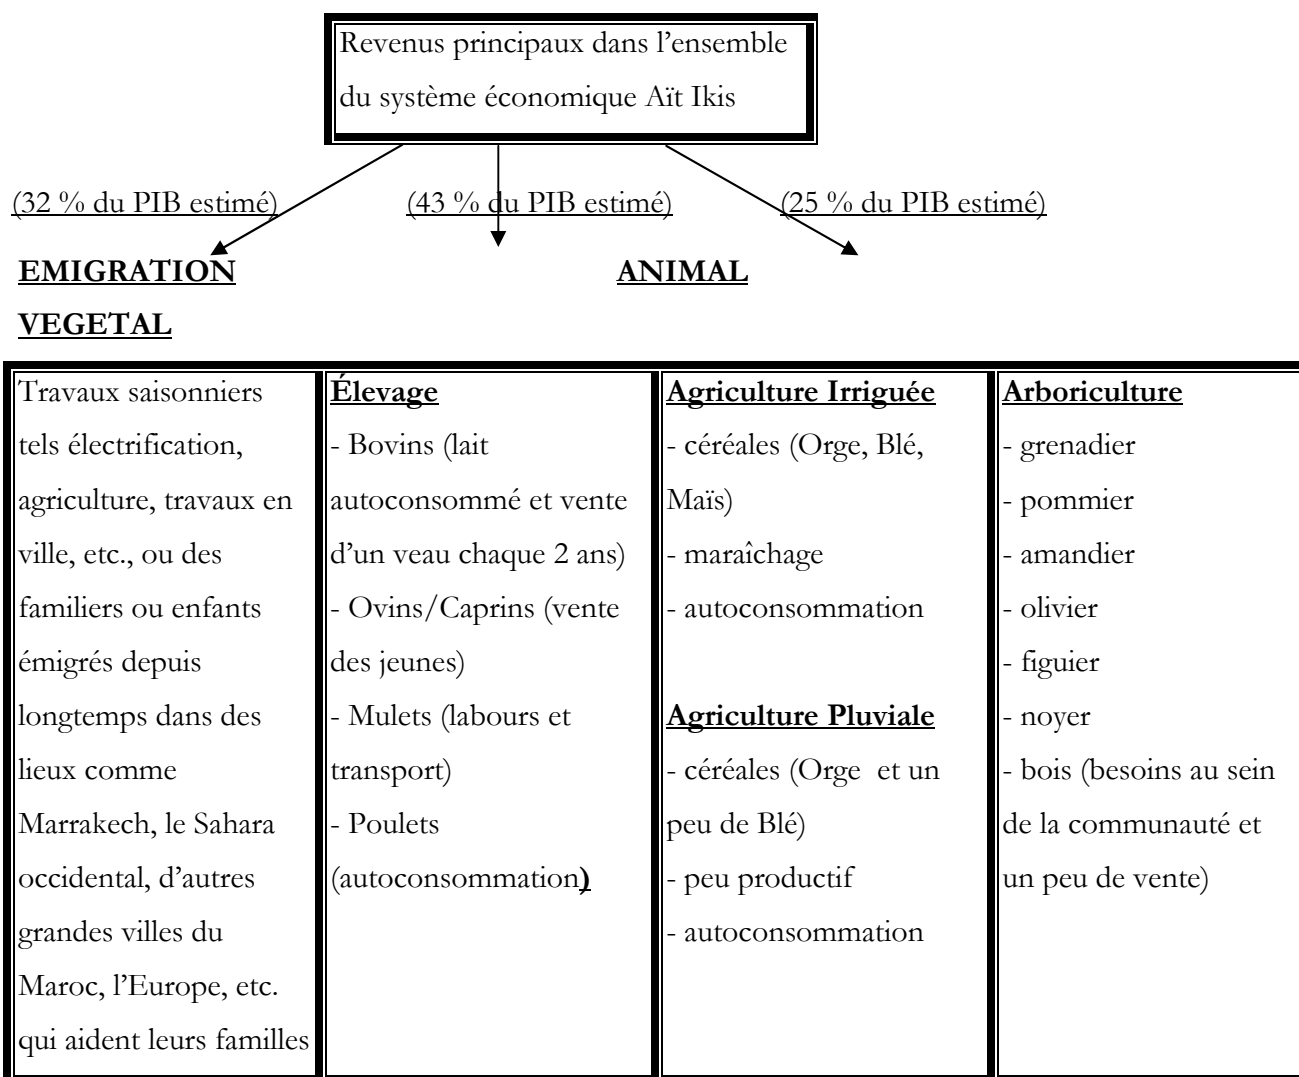 Revenus principaux dans l'ensemble
du système économique Aït Ikis
(32 % du PIB estimé)
(43 % du PIB estimé)
(25 % du PIB estimé)
EMIGRATION
ANIMAL
VEGETAL
Travaux saisonniers
tels électrification,
agriculture, travaux en
ville, etc., ou des
familiers ou enfants
émigrés depuis
longtemps dans des
lieux comme
Marrakech, le Sahara
occidental, d'autres
grandes villes du
Maroc, l'Europe, etc.
qui aident leurs familles
Élevage
- Bovins (lait
autoconsommé et vente
d'un veau chaque 2 ans)
- Ovins/Caprins (vente
des jeunes)
- Mulets (labours et
transport)
- Poulets
(autoconsommation)
Agriculture Irriguée
- céréales (Orge, Blé,
Maïs)
- maraîchage
- autoconsommation
Agriculture Pluviale
- céréales (Orge et un
peu de Blé)
- peu productif
- autoconsommation
Arboriculture
- grenadier
- pommier
- amandier
- olivier
- figuier
- noyer
- bois (besoins au sein
de la communauté et
un peu de vente)